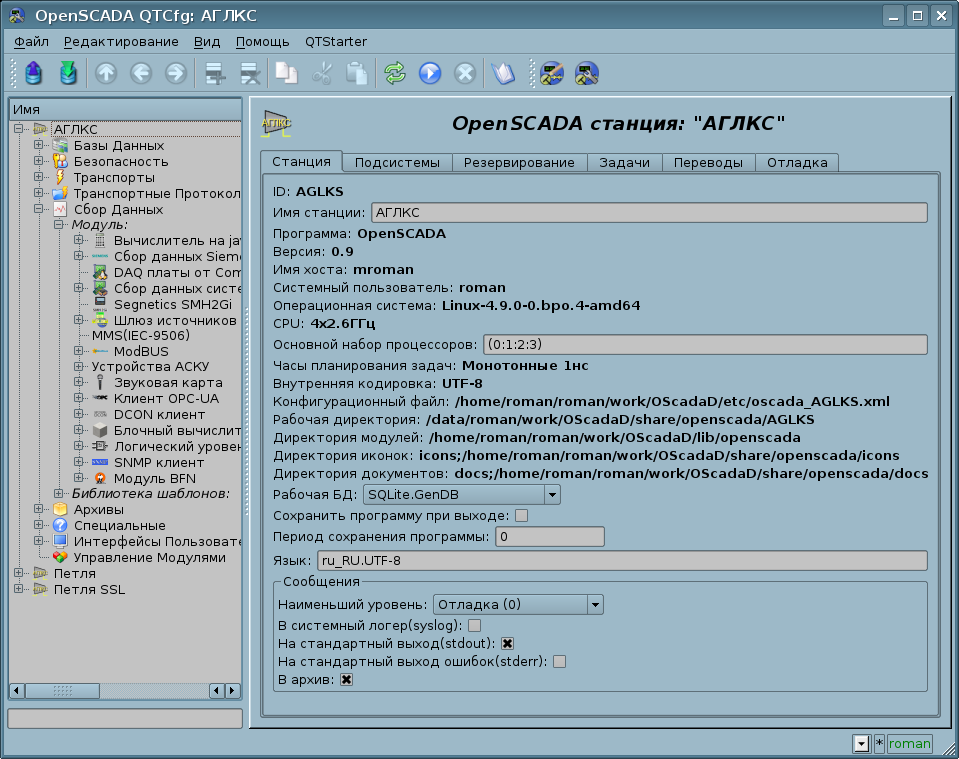 OpenSCADA QTCfg: АГЛКС
Файл Редактирование Вид Помощь QTStarter
Имя
АГЛКС
Базы Данных
Безопасность
Транспорты
Транспортные Протокол
Сбор Данных
Модуль:
Вычислитель на ja
Сбор данных Siem
DAQ платы от Com
Сбор данных систе
Segnetics SMH2Gi
Шлюз источников
MMS(IEC-9506)
ModBUS
Устройства АСКУ
Звуковая карта
Клиент OPC-UA
DCON клиент
Блочный вычислит
Логический уровен
SNMP клиент
Модуль BFN
Библиотека шаблонов:
Архивы
Специальные
Интерфейсы Пользовате
Управление Модулями
Петля
Петля SSL
АГЛКС
OpenSCADA станция: "АГЛКС"
Станция Подсистемы Резервирование Задачи Переводы Отладка
ID: AGLKS
Имя станции: АГЛКС
Программа: OpenSCADA
Версия: 0.9
Имя хоста: mroman
Системный пользователь: roman
Операционная система: Linux-4.9.0-0.bpo.4-amd64
CPU: 4x2.6ГГц
Основной набор процессоров: (0:1:2:3)
Часы планирования задач: Монотонные 1нс
Внутренняя кодировка: UTF-8
Конфигурационный файл: /home/roman/roman/work/OScadaD/etc/oscada_AGLKS.xml
Рабочая директория: /data/roman/work/OScadaD/share/openscada/AGLKS
Директория модулей: /home/roman/roman/work/OScadaD/lib/openscada
Директория иконок: icons;/home/roman/roman/work/OScadaD/share/openscada/icons
Директория документов: docs;/home/roman/roman/work/OScadaD/share/openscada/docs
Рабочая БД: SQLite.GenDB
Сохранить программу при выходе:
Период сохранения программы: 0
Язык: ru_RU.UTF-8
Сообщения
Наименьший уровень: Отладка (0)
В системный логер(syslog):
На стандартный выход(stdout):
На стандартный выход ошибок(stderr):
В архив:
* roman